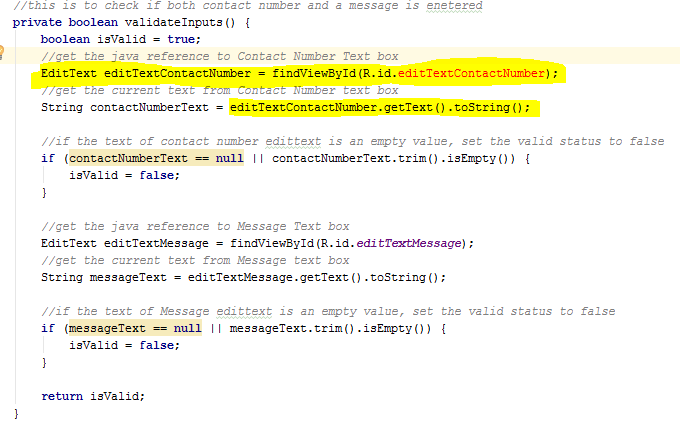 //this is to check if both contact number and a message is enetered
private boolean validateInputs() {
boolean isValid = true;
//get the java reference to Contact Number Text box
EditText editTextContactNumber = findViewById(R.id.editTextContactNumber);
//get the current text from Contact Number text box
String contactNumberText = editTextContactNumber.getText().toString();
//if the text of contact number edittext is an empty value, set the valid status to false
if (contactNumberText == null || contactNumberText.trim().isEmpty()) {
isValid = false;
}
//get the java reference to Message Text box
EditText editTextMessage = findViewById(R.id.editTextMessage);
//get the current text from Message text box
String messageText = editTextMessage.getText().toString();
//if the text of Message edittext is an empty value, set the valid status to false
if (messageText == null || messageText.trim().isEmpty()) {
isValid = false;
}
return isValid;
}